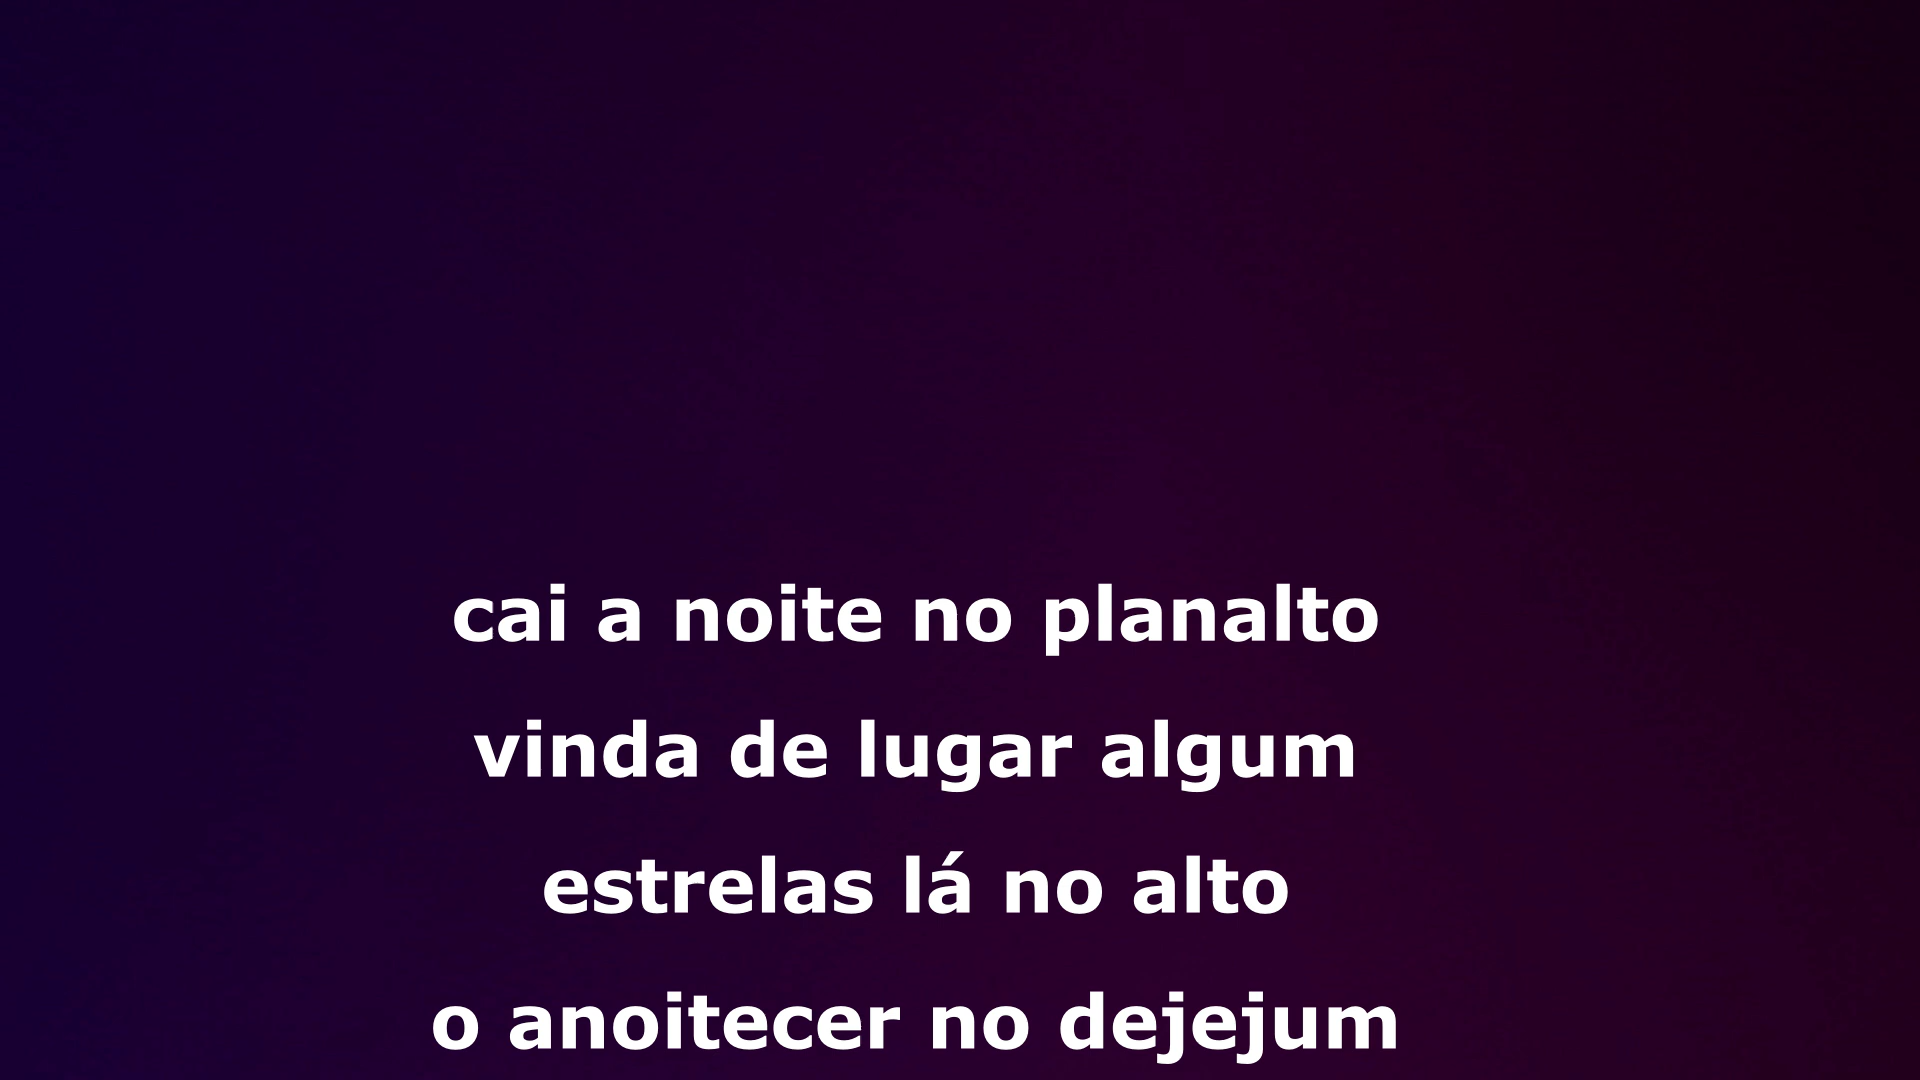 cai a noite no planalto
vinda de lugar algum
estrelas lá no alto
o anoitecer no dejejum